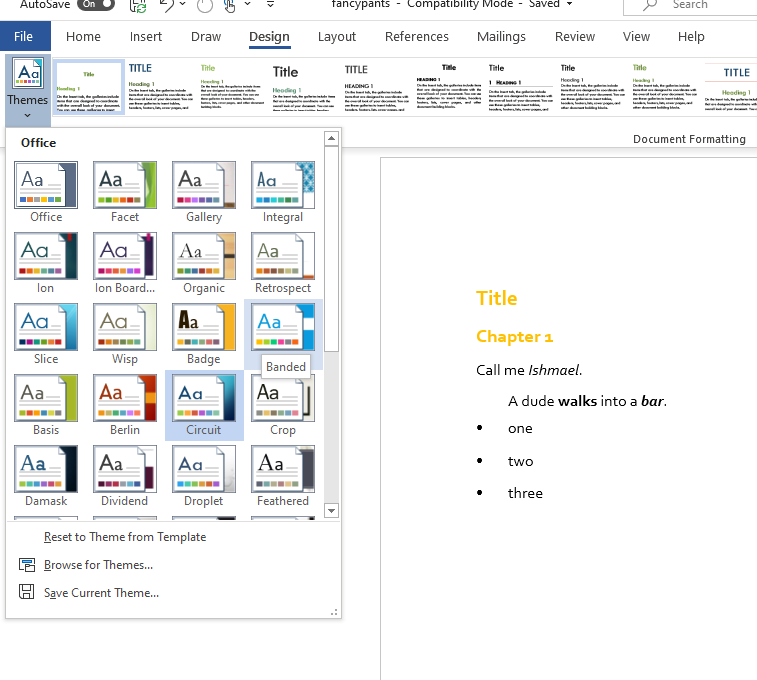 AutoSave On fancypants - Compatibility Mode - Saved Search
File Home Insert Draw Design Layout References Mailings Review View Help
Themes
Title TITLE Title Title TITLE Title Title Title Title TITLE
Heading 1 Heading 1 Heading 1 Heading 1 HEADING 1 HEADING 1 1 HEADING 1 Heading 1 Heading 1 Heading 1
Document Formatting
Office
Aa Aa Aa Aa
Office Facet Gallery Integral
Aa Aa Aa Aa
Ion Ion Board... Organic Retrospect
Aa Aa Aa Aa
Slice Wisp Badge
Banded
Aa Aa Aa Aa
Basis Berlin Circuit Crop
Aa Aa Aa Aa
Damask Dividend Droplet Feathered
Reset to Theme from Template
Browse for Themes...
Save Current Theme...
Title
Chapter 1
Call me Ishmael.
A dude walks into a bar.
• one
• two
• three